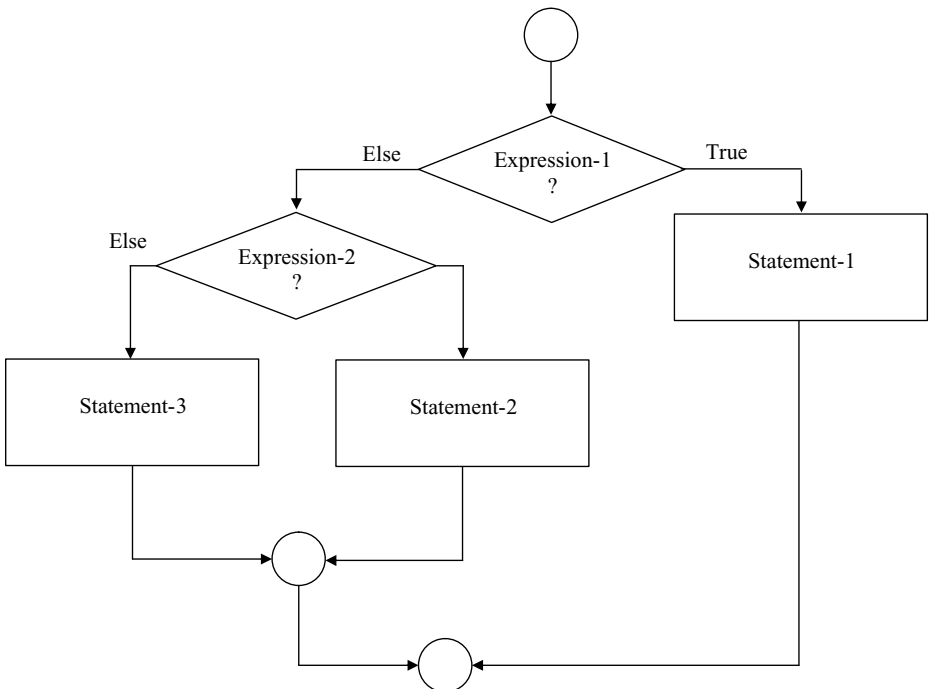 Else
Expression-1
?
True
Else
Expression-2
?
Statement-1
Statement-3
Statement-2